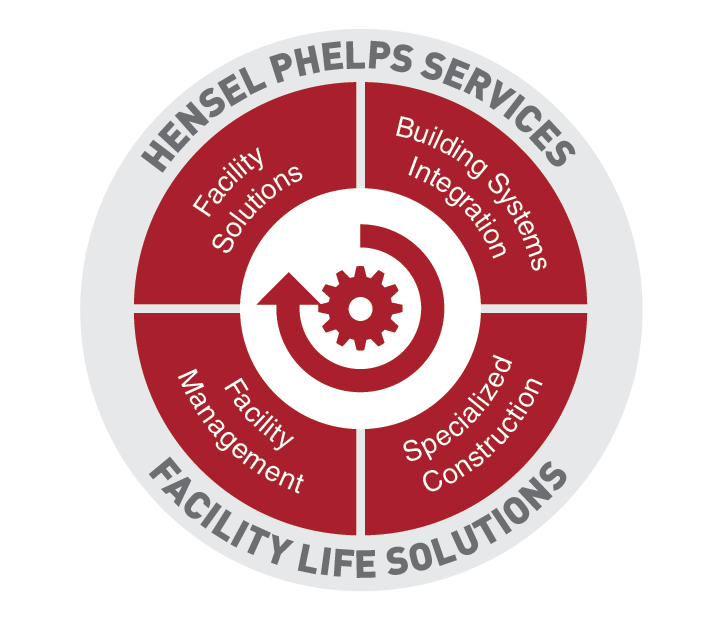 HENSEL PHELPS SERVICES
Facility
Solutions
Building Systems
Integration
Facility
Management
Specialized
Construction
FACILITY LIFE SOLUTIONS